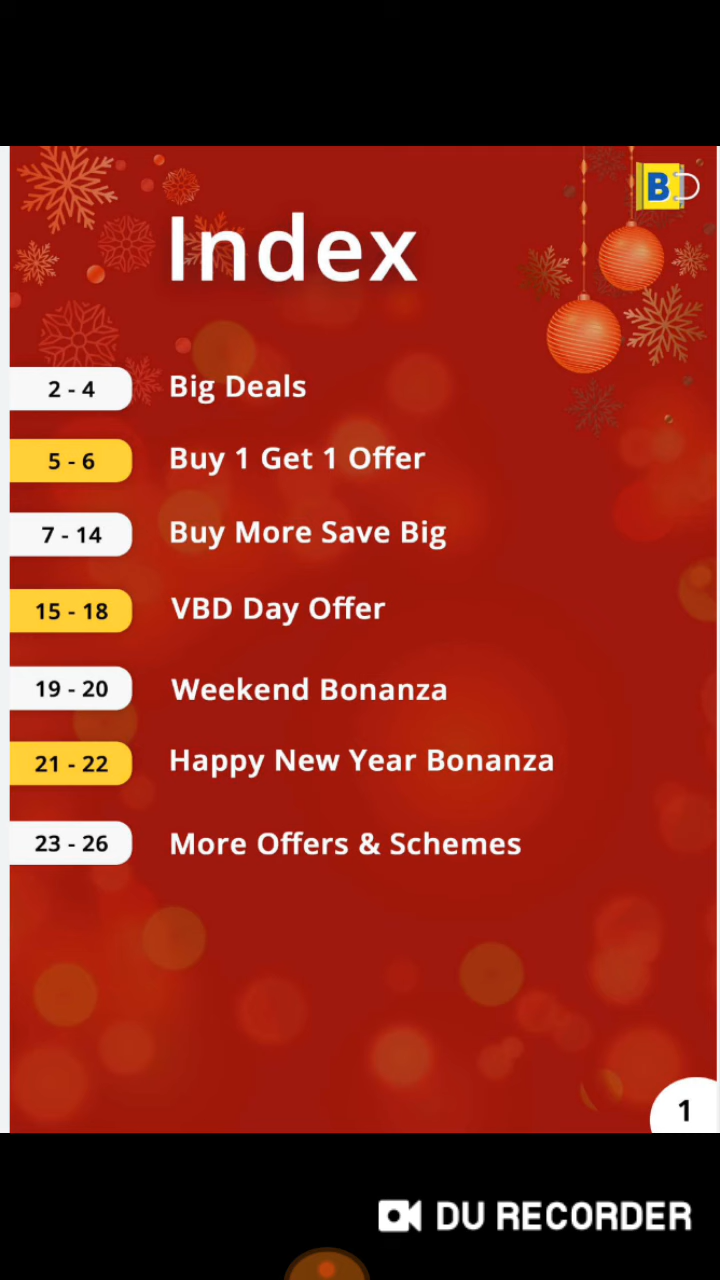 B
Index
2 - 4 Big Deals
5 - 6 Buy 1 Get 1 Offer
7 - 14 Buy More Save Big
15 - 18 VBD Day Offer
19 - 20 Weekend Bonanza
21 - 22 Happy New Year Bonanza
23 - 26 More Offers & Schemes
1
DU RECORDER